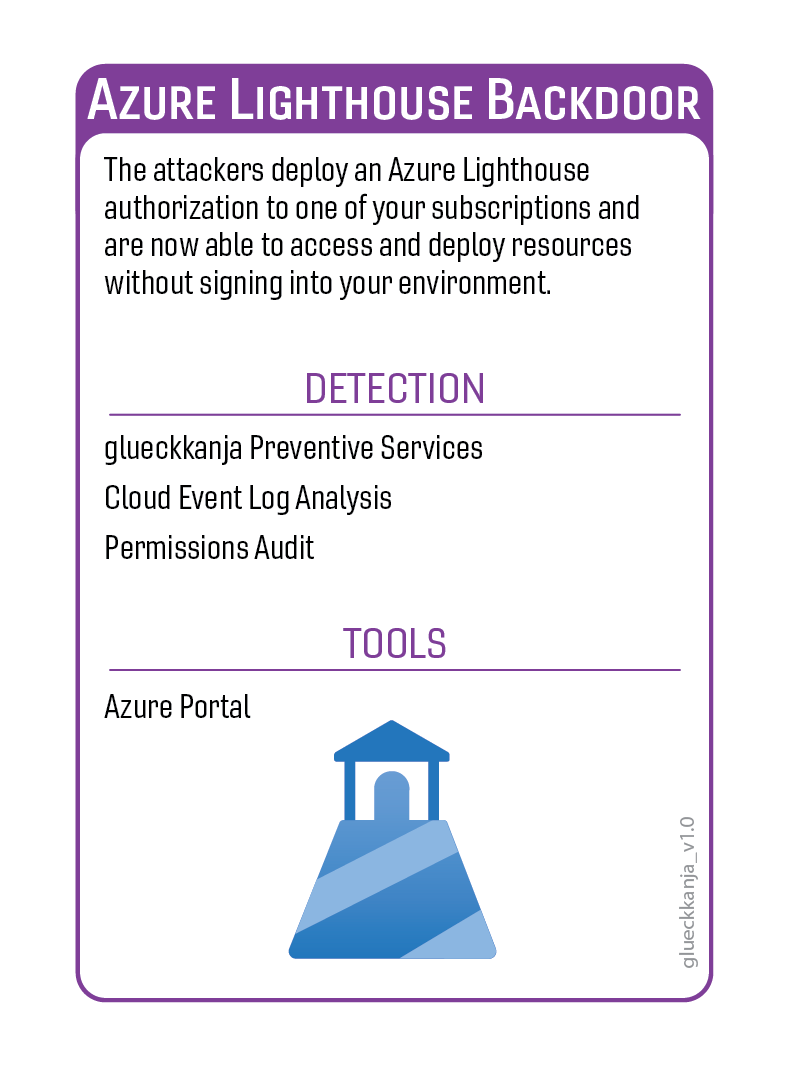 Azure Lighthouse Backdoor
The attackers deploy an Azure Lighthouse
authorization to one of your subscriptions and
are now able to access and deploy resources
without signing into your environment.
DETECTION
glueckkanja Preventive Services
Cloud Event Log Analysis
Permissions Audit
TOOLS
Azure Portal
glueckkanja_v1.0